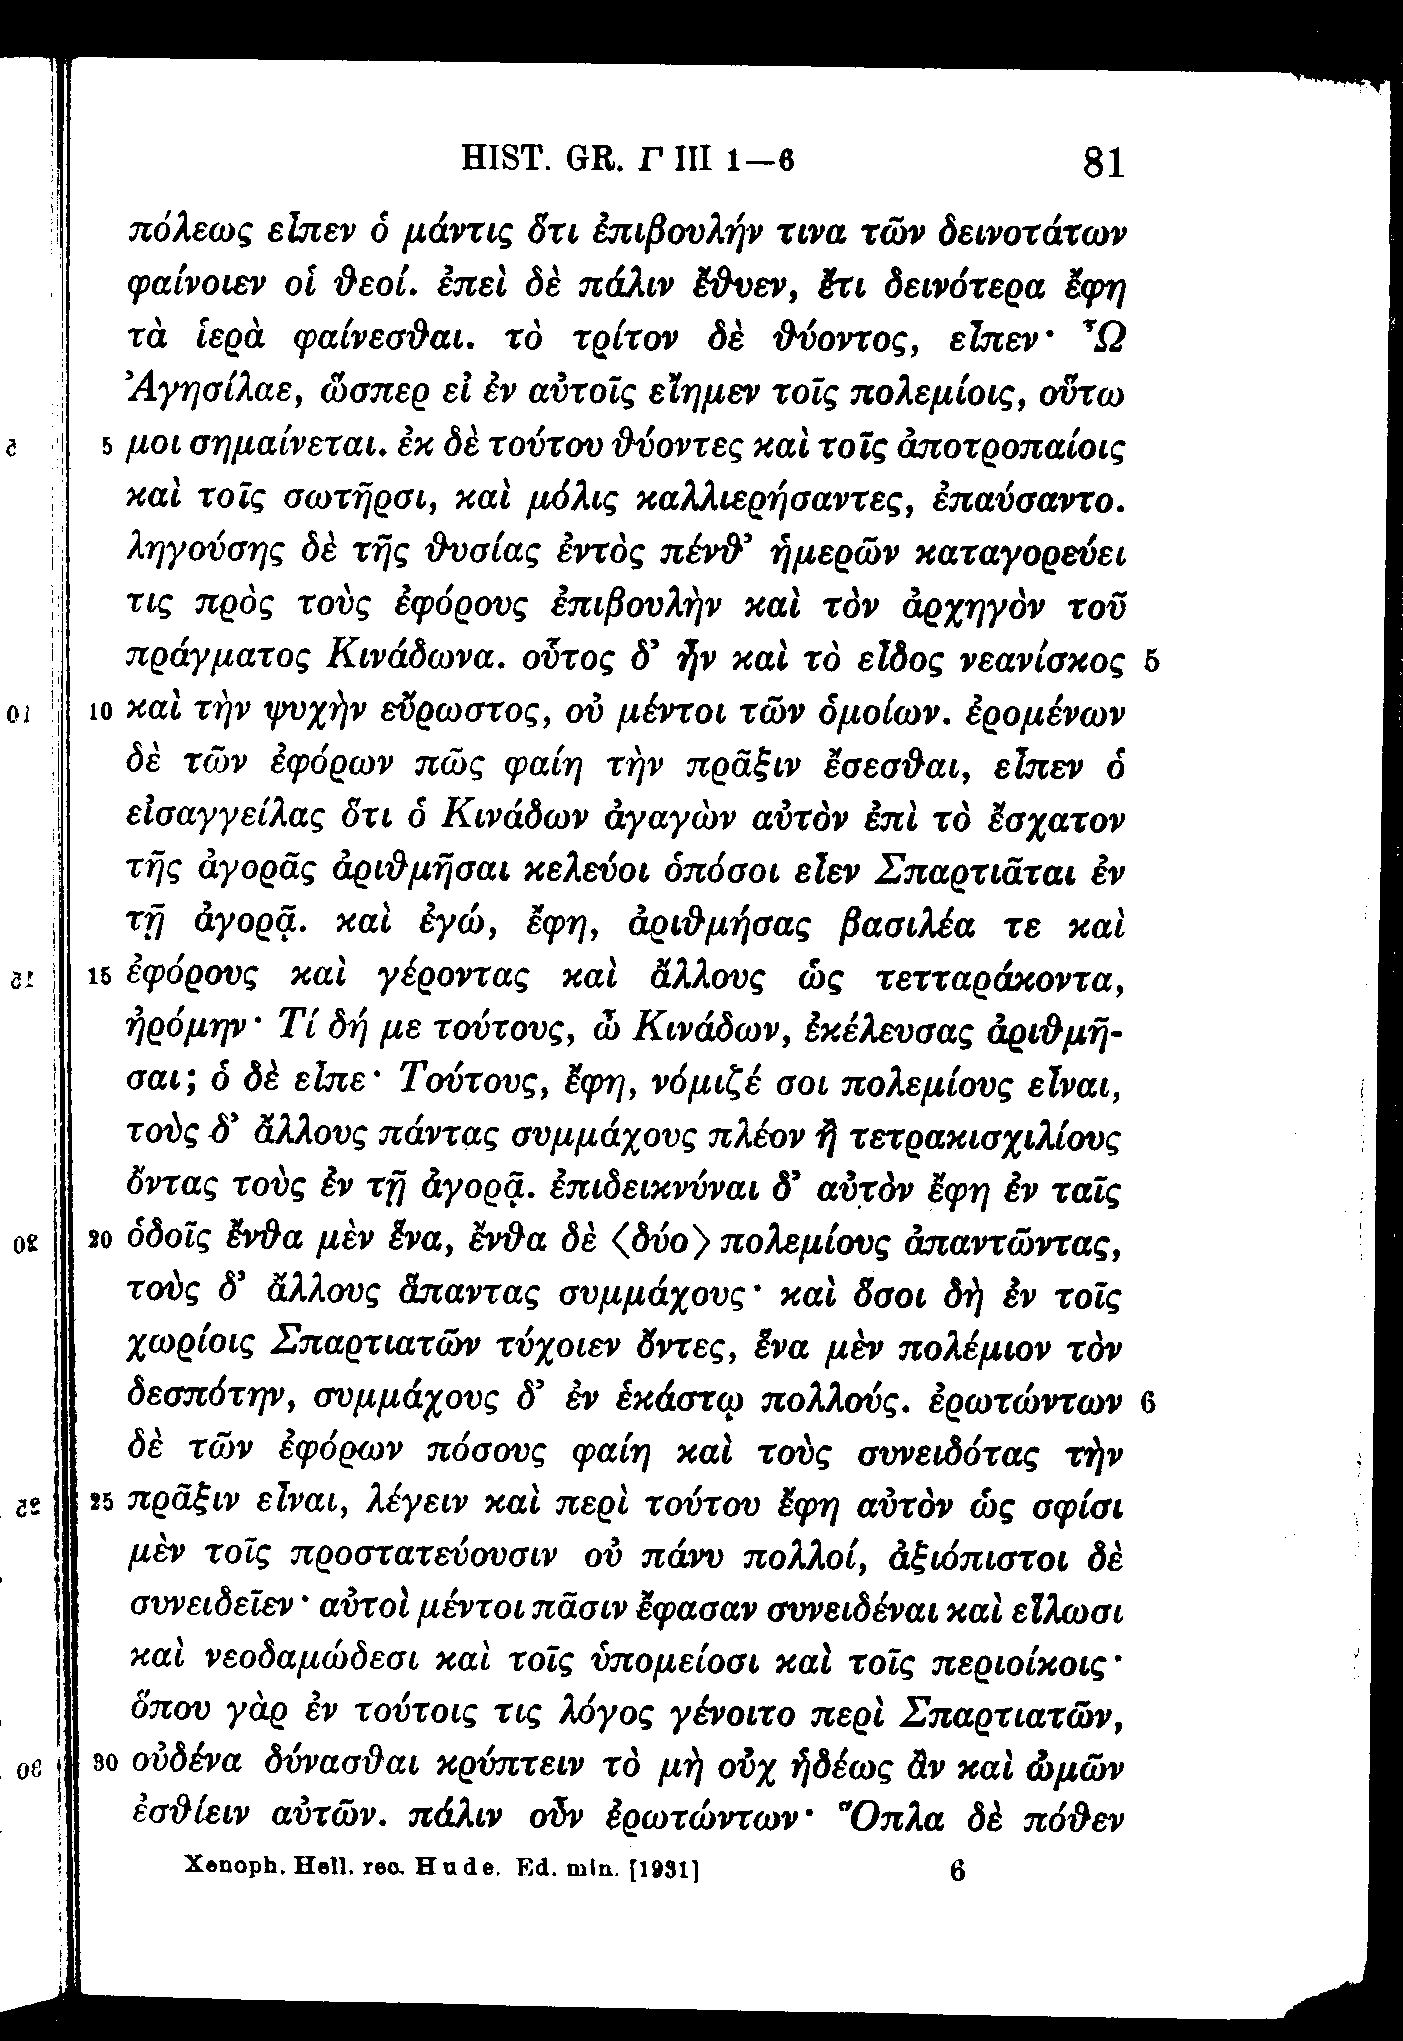 HIST. GR. Γ III 1—6 81
πόλεως εἶπεν ὁ μάντις ὅτι ἐπιβουλήν τινα τῶν δεινοτάτων
φαίνοιεν οἱ θεοί. ἐπεὶ δὲ πάλιν ἔθυεν, ἔτι δεινότερα ἔφη
τὰ ἱερὰ φαίνεσθαι. τὸ τρίτον δὲ θύοντος, εἶπεν· Ὦ
Ἀγησίλαε, ὥσπερ εἰ ἐν αὐτοῖς εἴημεν τοῖς πολεμίοις, οὕτω
5 μοι σημαίνεται. ἐκ δὲ τούτου θύοντες καὶ τοῖς ἀποτροπαίοις
καὶ τοῖς σωτῆρσι, καὶ μόλις καλλιερήσαντες, ἐπαύσαντο.
ληγούσης δὲ τῆς θυσίας ἐντὸς πένθ’ ἡμερῶν καταγορεύει
τις πρὸς τοὺς ἐφόρους ἐπιβουλὴν καὶ τὸν ἀρχηγὸν τοῦ
πράγματος Κινάδωνα. οὗτος δ’ ἦν καὶ τὸ εἶδος νεανίσκος 5
10 καὶ τὴν ψυχὴν εὔρωστος, οὐ μέντοι τῶν ὁμοίων. ἐρομένων
δὲ τῶν ἐφόρων πῶς φαίη τὴν πρᾶξιν ἔσεσθαι, εἶπεν ὁ
εἰσαγγείλας ὅτι ὁ Κινάδων ἀγαγὼν αὐτὸν ἐπὶ τὸ ἔσχατον
τῆς ἀγορᾶς ἀριθμῆσαι κελεύοι ὁπόσοι εἶεν Σπαρτιᾶται ἐν
τῇ ἀγορᾷ. καὶ ἐγώ, ἔφη, ἀριθμήσας βασιλέα τε καὶ
15 ἐφόρους καὶ γέροντας καὶ ἄλλους ὡς τετταράκοντα,
ἠρόμην· Τί δή με τούτους, ὦ Κινάδων, ἐκέλευσας ἀριθμῆ-
σαι; ὁ δὲ εἶπε· Τούτους, ἔφη, νόμιζέ σοι πολεμίους εἶναι,
τοὺς δ’ ἄλλους πάντας συμμάχους πλέον ἢ τετρακισχιλίους
ὄντας τοὺς ἐν τῇ ἀγορᾷ. ἐπιδεικνύναι δ’ αὐτὸν ἔφη ἐν ταῖς
20 ὁδοῖς ἔνθα μὲν ἕνα, ἔνθα δὲ ⟨δύο⟩ πολεμίους ἀπαντῶντας,
τοὺς δ’ ἄλλους ἅπαντας συμμάχους· καὶ ὅσοι δὴ ἐν τοῖς
χωρίοις Σπαρτιατῶν τύχοιεν ὄντες, ἕνα μὲν πολέμιον τὸν
δεσπότην, συμμάχους δ’ ἐν ἑκάστῳ πολλούς. ἐρωτώντων 6
δὲ τῶν ἐφόρων πόσους φαίη καὶ τοὺς συνειδότας τὴν
25 πρᾶξιν εἶναι, λέγειν καὶ περὶ τούτου ἔφη αὐτὸν ὡς σφίσι
μὲν τοῖς προστατεύουσιν οὐ πάνυ πολλοί, ἀξιόπιστοι δὲ
συνειδεῖεν· αὐτοὶ μέντοι πᾶσιν ἔφασαν συνειδέναι καὶ εἵλωσι
καὶ νεοδαμώδεσι καὶ τοῖς ὑπομείοσι καὶ τοῖς περιοίκοις·
ὅπου γὰρ ἐν τούτοις τις λόγος γένοιτο περὶ Σπαρτιατῶν,
30 οὐδένα δύνασθαι κρύπτειν τὸ μὴ οὐχ ἡδέως ἂν καὶ ὠμῶν
ἐσθίειν αὐτῶν. πάλιν οὖν ἐρωτώντων· Ὅπλα δὲ πόθεν
Xenoph. Hell. rec. Hude. Ed. min. [1931] 6